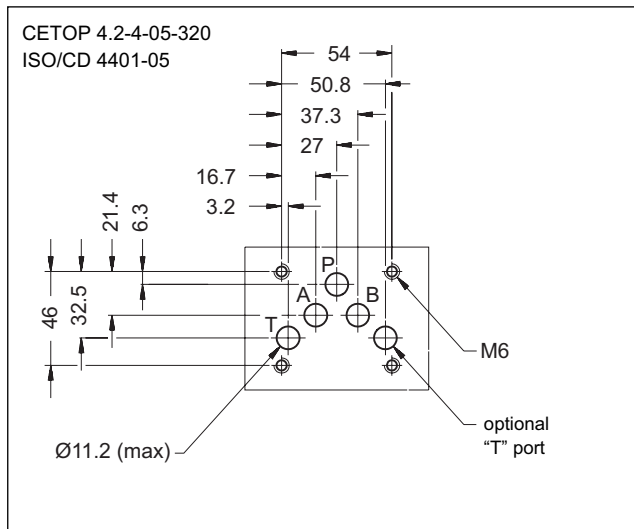 CETOP 4.2-4-05-320
ISO/CD 4401-05
54
50.8
37.3
27
16.7
3.2
21.4
6.3
46
32.5
P
A
B
T
M6
Ø11.2 (max)
optional
“T” port